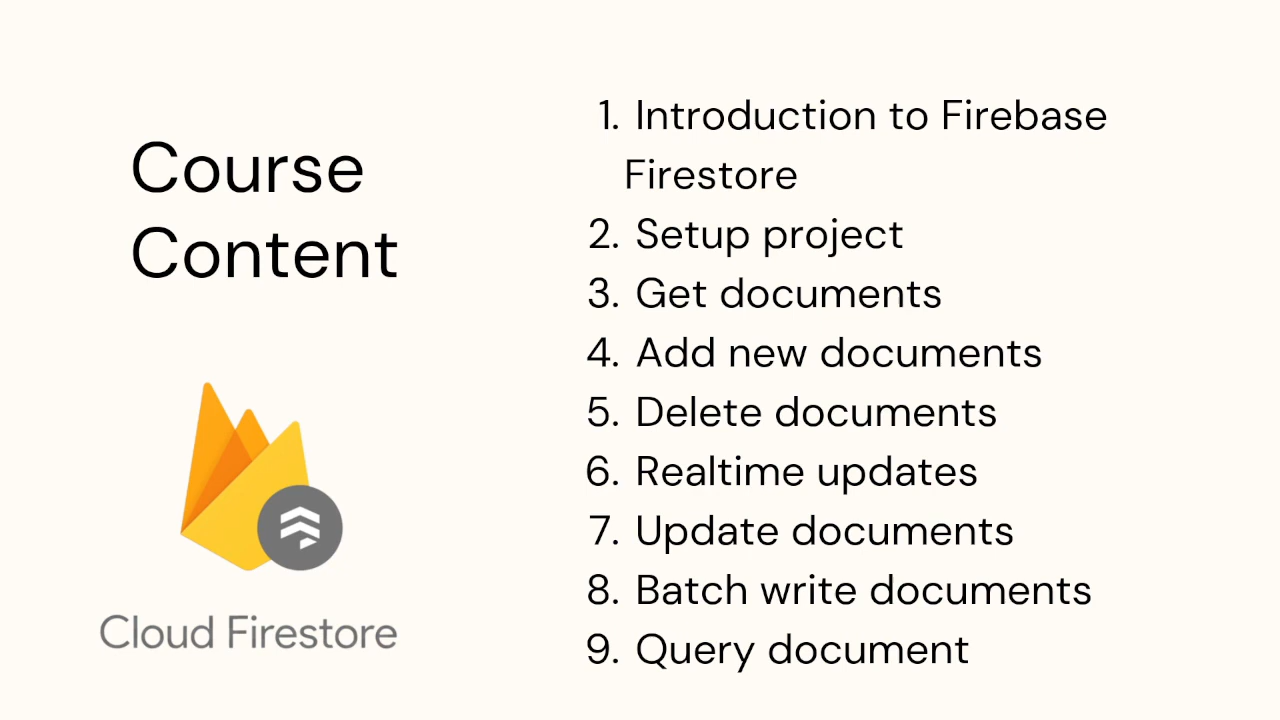 Course
Content
Cloud Firestore
1. Introduction to Firebase
Firestore
2. Setup project
3. Get documents
4. Add new documents
5. Delete documents
6. Realtime updates
7. Update documents
8. Batch write documents
9. Query document